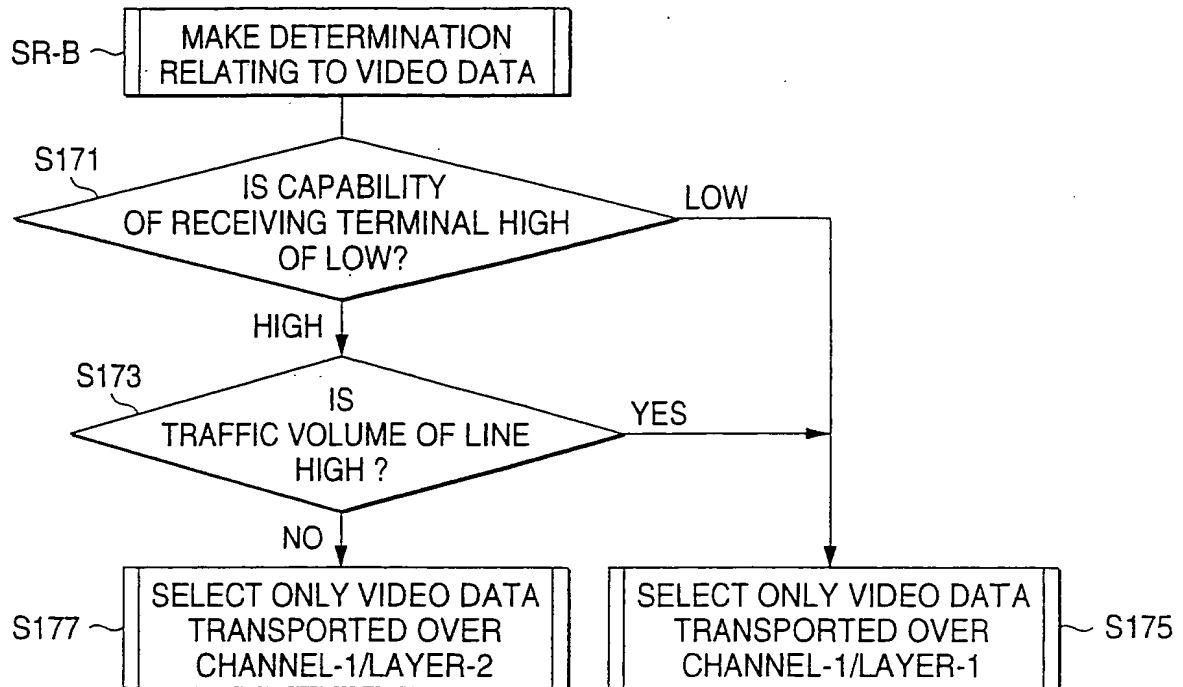 SR-B
MAKE DETERMINATION
RELATING TO VIDEO DATA
S171
IS CAPABILITY
OF RECEIVING TERMINAL HIGH
OF LOW?
LOW
HIGH
S173
IS
TRAFFIC VOLUME OF LINE
HIGH ?
YES
NO
S177
SELECT ONLY VIDEO DATA
TRANSPORTED OVER
CHANNEL-1/LAYER-2
SELECT ONLY VIDEO DATA
TRANSPORTED OVER
CHANNEL-1/LAYER-1
S175